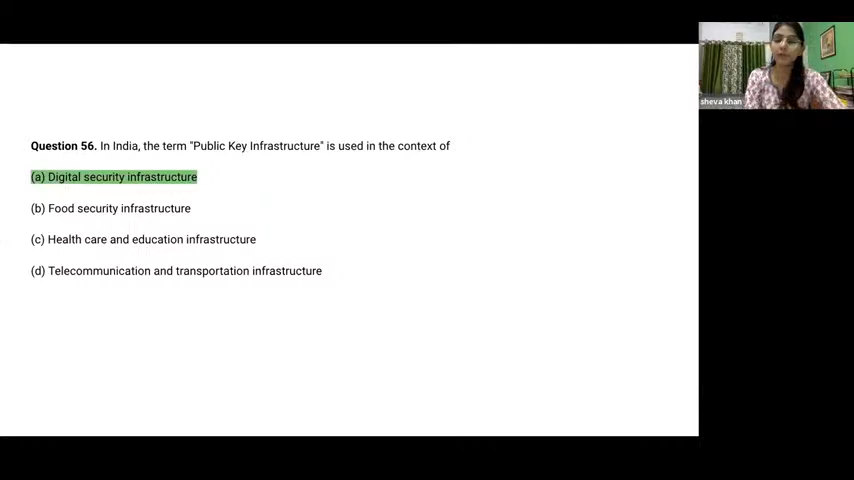 Question 56. In India, the term "Public Key Infrastructure" is used in the context of
(a) Digital security infrastructure
(b) Food security infrastructure
(c) Health care and education infrastructure
(d) Telecommunication and transportation infrastructure
sheva khan